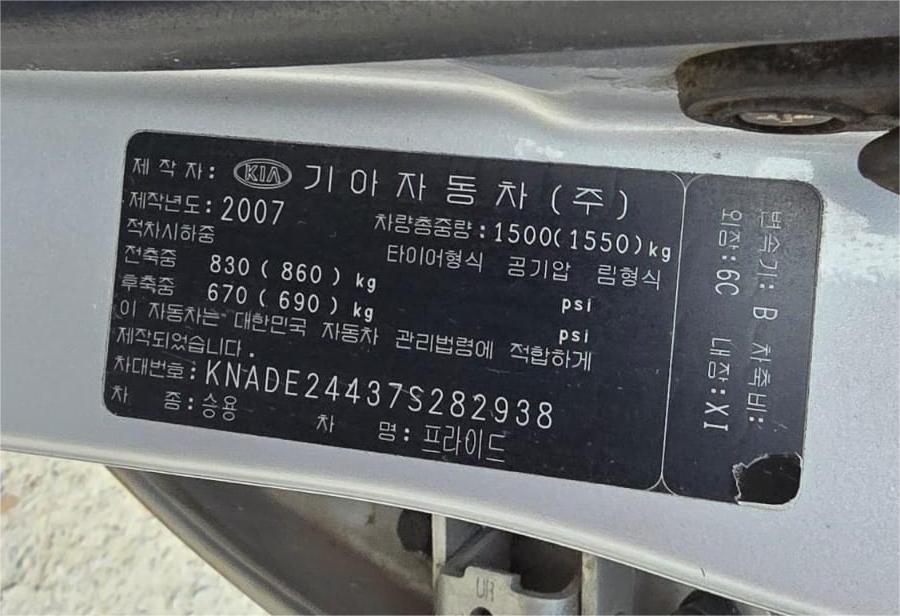 제 작 자: KIA 기아자동차(주)
제작년도:2007 차량총중량:1500(1550)kg
적차시하중 타이어형식 공기압 림형식
전축중 830(860)kg psi
후축중 670(690)kg psi
이 자동차는 대한민국 자동차 관리법령에 적합하게
제작되었습니다.
차대번호:KNADE24437S282938
차 종:승용 차 명:프라이드
변속기:B 차축비:
외장:6C 내장:XI
UR